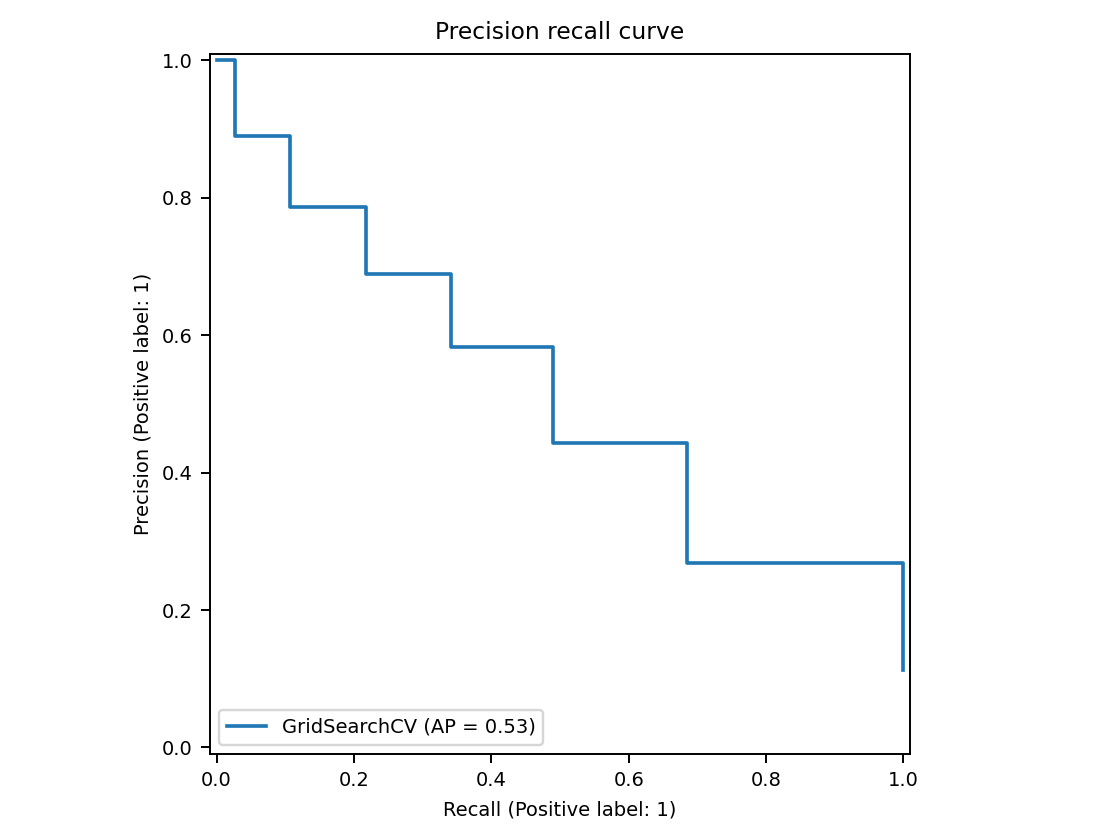 Precision recall curve
1.0
0.8
0.6
0.4
0.2
0.0
Precision (Positive label: 1)
GridSearchCV (AP = 0.53)
0.0 0.2 0.4 0.6 0.8 1.0
Recall (Positive label: 1)